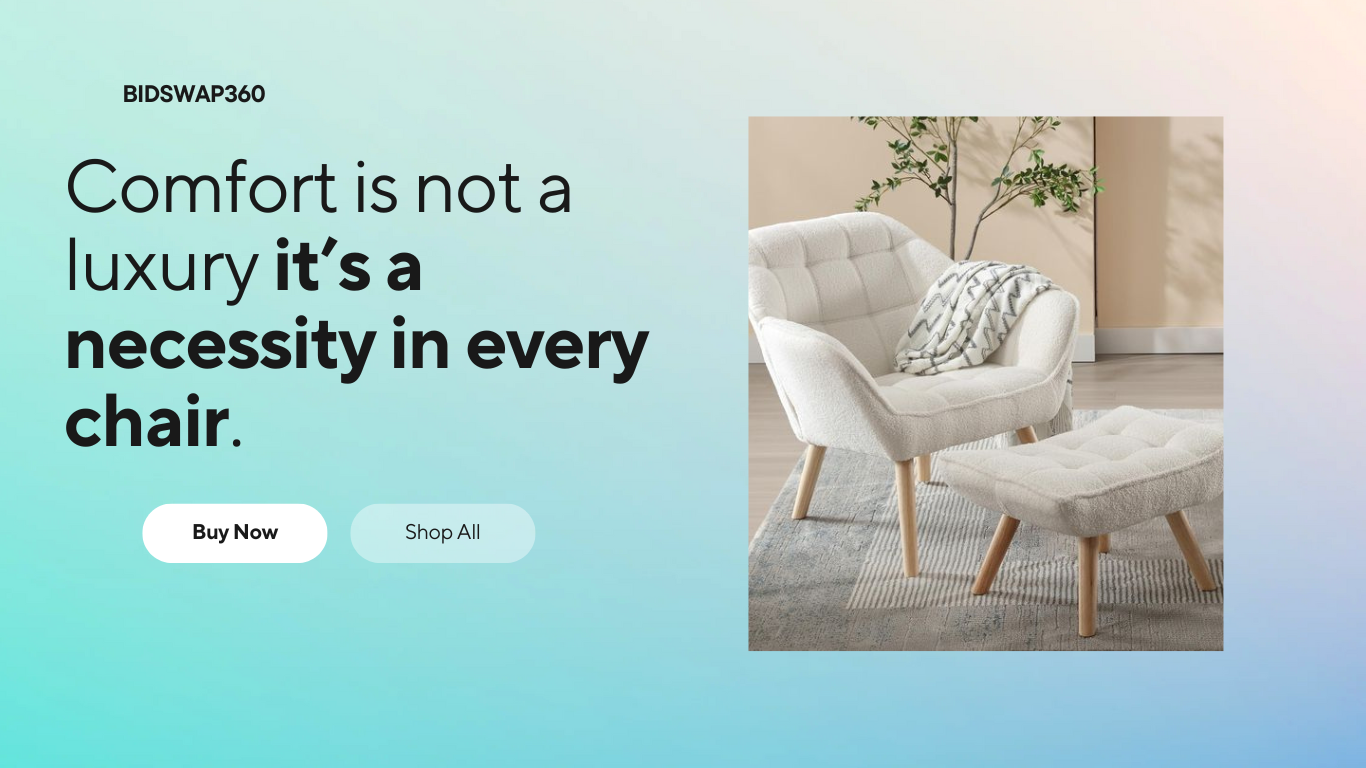 BIDSWAP360
Comfort is not a
luxury it’s a
necessity in every
chair.
Buy Now
Shop All